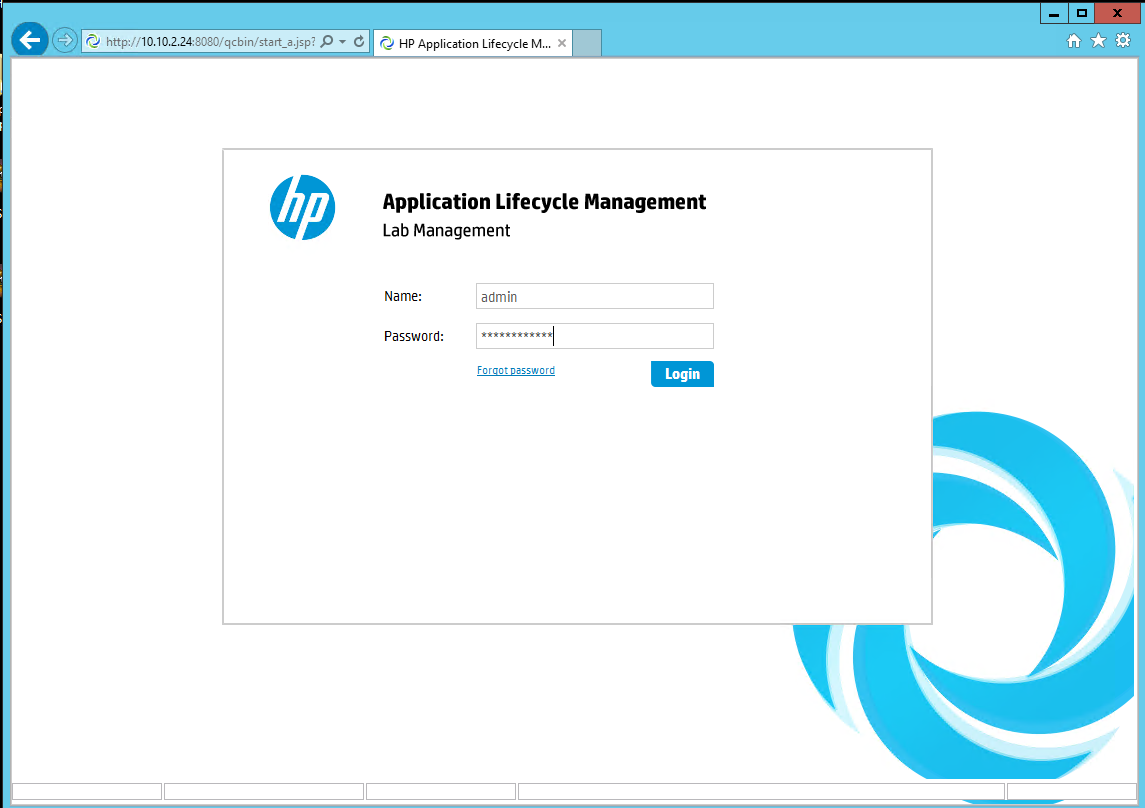 http://10.10.2.24:8080/qcbin/start_a.jsp?
HP Application Lifecycle M...
hp
Application Lifecycle Management
Lab Management
Name:
admin
Password:
************
Forgot password
Login